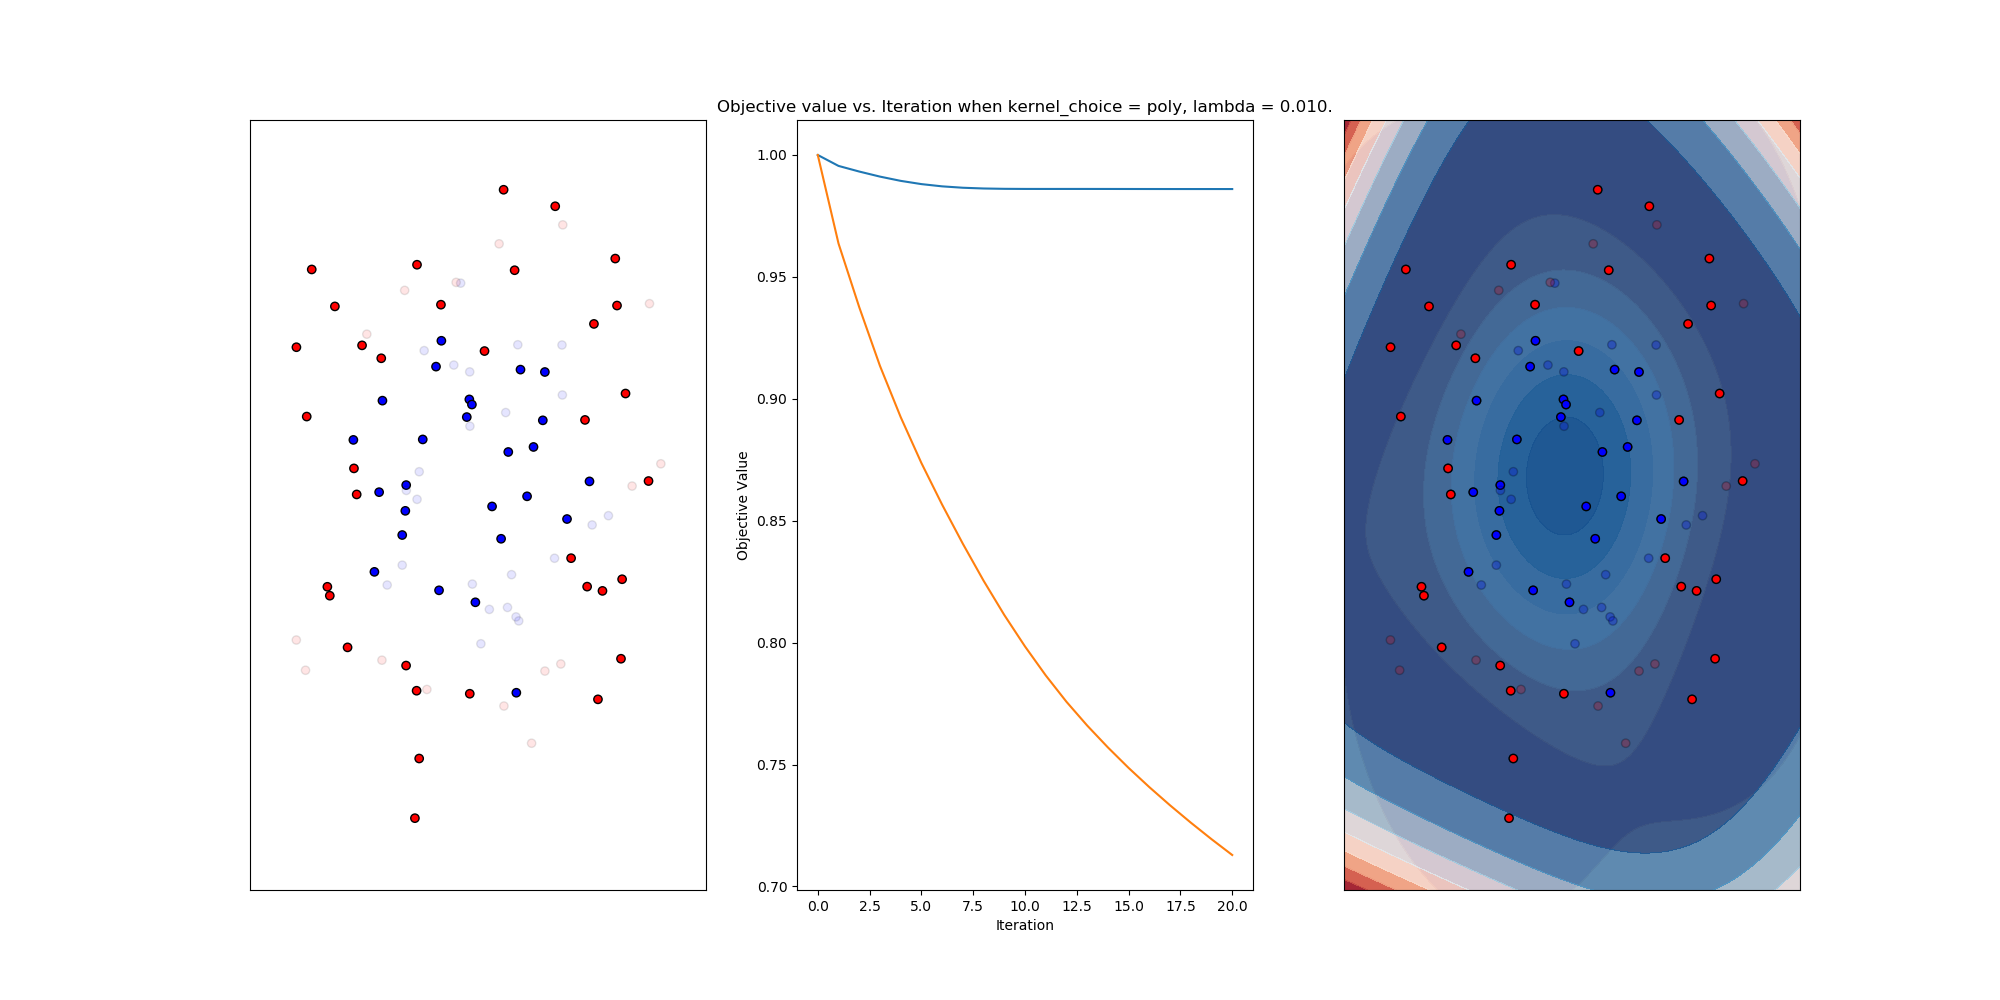 Objective value vs. Iteration when kernel_choice = poly, lambda = 0.010.
1.00
0.95
0.90
0.85
0.80
0.75
0.70
Objective Value
0.0 2.5 5.0 7.5 10.0 12.5 15.0 17.5 20.0
Iteration